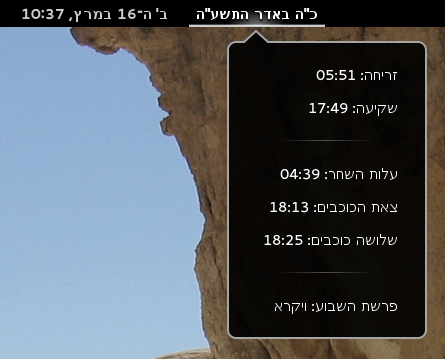 כ"ה באדר התשע"ה
ב' ה־16 במרץ, 10:37
זריחה: 05:51
שקיעה: 17:49
עלות השחר: 04:39
צאת הכוכבים: 18:13
שלושה כוכבים: 18:25
פרשת השבוע: ויקרא